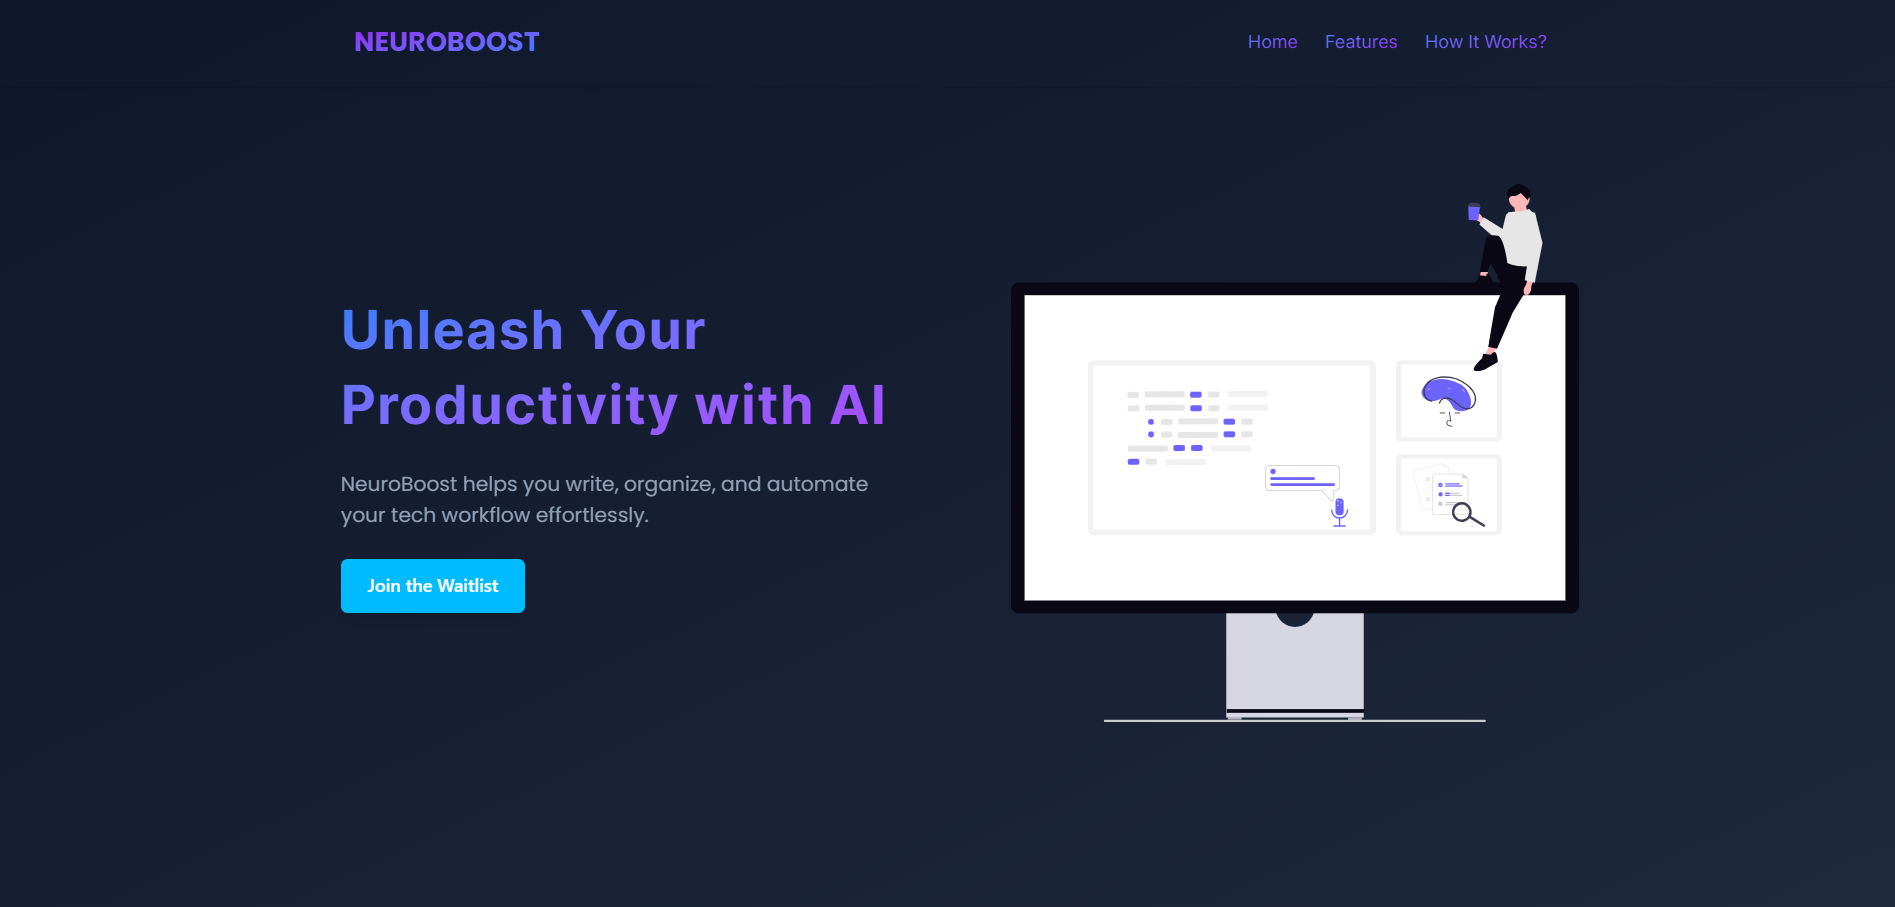 NEUROBOOST
Home Features How It Works?
Unleash Your
Productivity with AI
NeuroBoost helps you write, organize, and automate
your tech workflow effortlessly.
Join the Waitlist